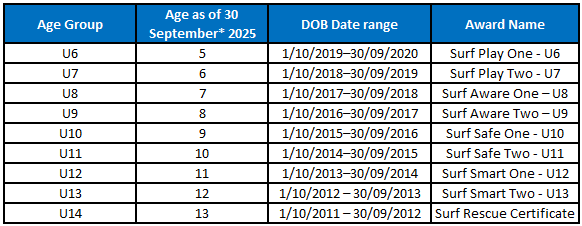 Age Group Age as of 30 September* 2025 DOB Date range Award Name
U6 5 1/10/2019–30/09/2020 Surf Play One - U6
U7 6 1/10/2018–30/09/2019 Surf Play Two - U7
U8 7 1/10/2017–30/09/2018 Surf Aware One – U8
U9 8 1/10/2016–30/09/2017 Surf Aware Two – U9
U10 9 1/10/2015–30/09/2016 Surf Safe One - U10
U11 10 1/10/2014–30/09/2015 Surf Safe Two - U11
U12 11 1/10/2013–30/09/2014 Surf Smart One - U12
U13 12 1/10/2012 – 30/09/2013 Surf Smart Two - U13
U14 13 1/10/2011 – 30/09/2012 Surf Rescue Certificate